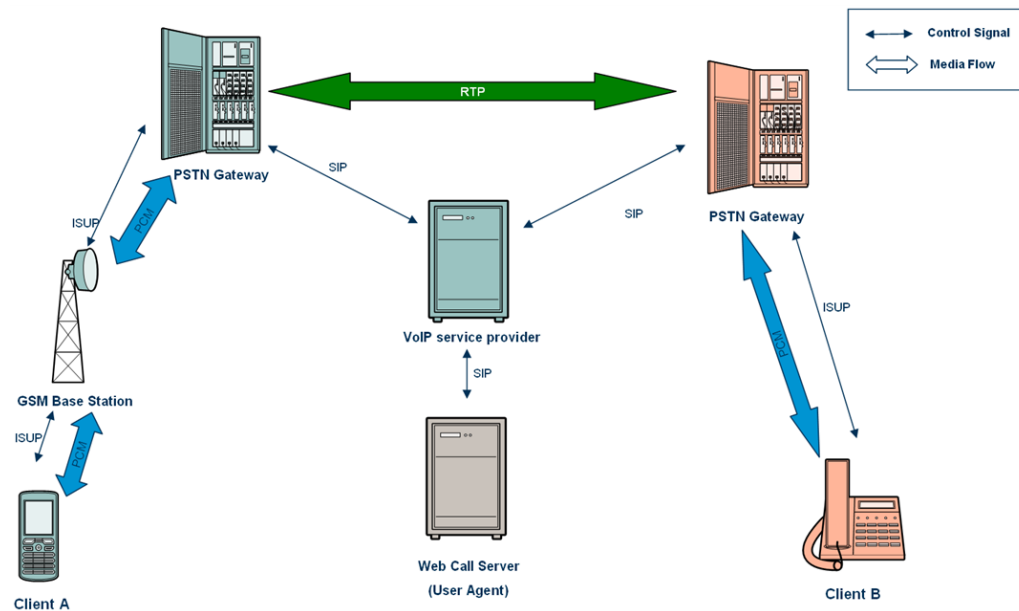 Control Signal
Media Flow
RTP
PSTN Gateway
PSTN Gateway
SIP
SIP
ISUP
PCM
VoIP service provider
SIP
PCM
ISUP
GSM Base Station
ISUP
PCM
Web Call Server
(User Agent)
Client A
Client B